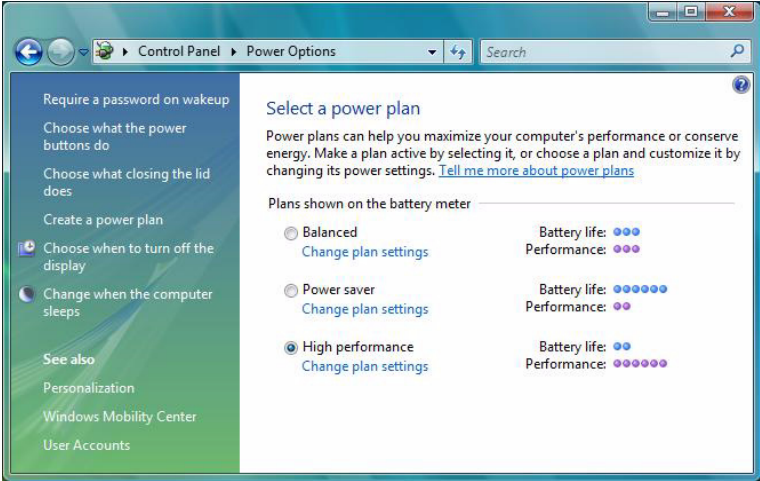 Control Panel Power Options
Search
Require a password on wakeup
Choose what the power
buttons do
Choose what closing the lid
does
Create a power plan
Choose when to turn off the
display
Change when the computer
sleeps
See also
Personalization
Windows Mobility Center
User Accounts
Select a power plan
Power plans can help you maximize your computer's performance or conserve
energy. Make a plan active by selecting it, or choose a plan and customize it by
changing its power settings. Tell me more about power plans
Plans shown on the battery meter
Balanced Battery life:
Change plan settings Performance:
Power saver Battery life:
Change plan settings Performance:
High performance Battery life:
Change plan settings Performance: